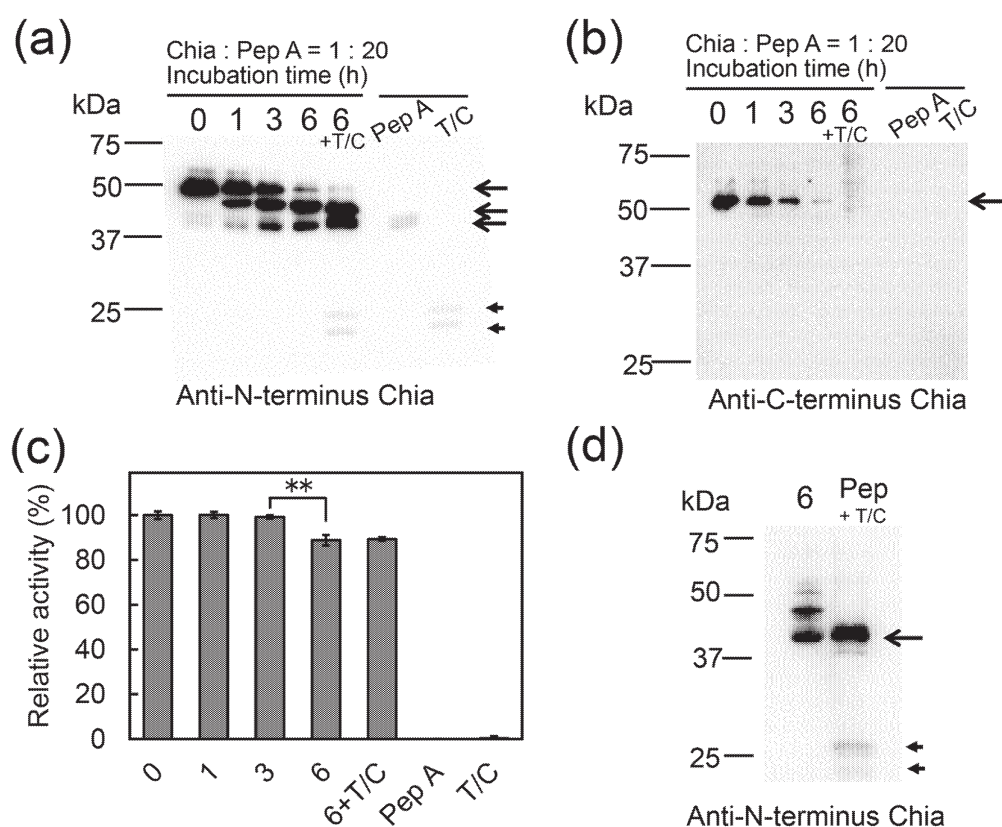 (a)
Chia : Pep A = 1 : 20
Incubation time (h)
kDa
0 1 3 6 6 Pep A T/C
+T/C
75
50
37
25
Anti-N-terminus Chia
(b)
Chia : Pep A = 1 : 20
Incubation time (h)
kDa
0 1 3 6 6 Pep A T/C
+T/C
75
50
37
25
Anti-C-terminus Chia
(c)
Relative activity (%)
100
80
60
40
20
0
**
0 1 3 6 6+T/C Pep A T/C
(d)
kDa
6 Pep
+ T/C
75
50
37
25
Anti-N-terminus Chia